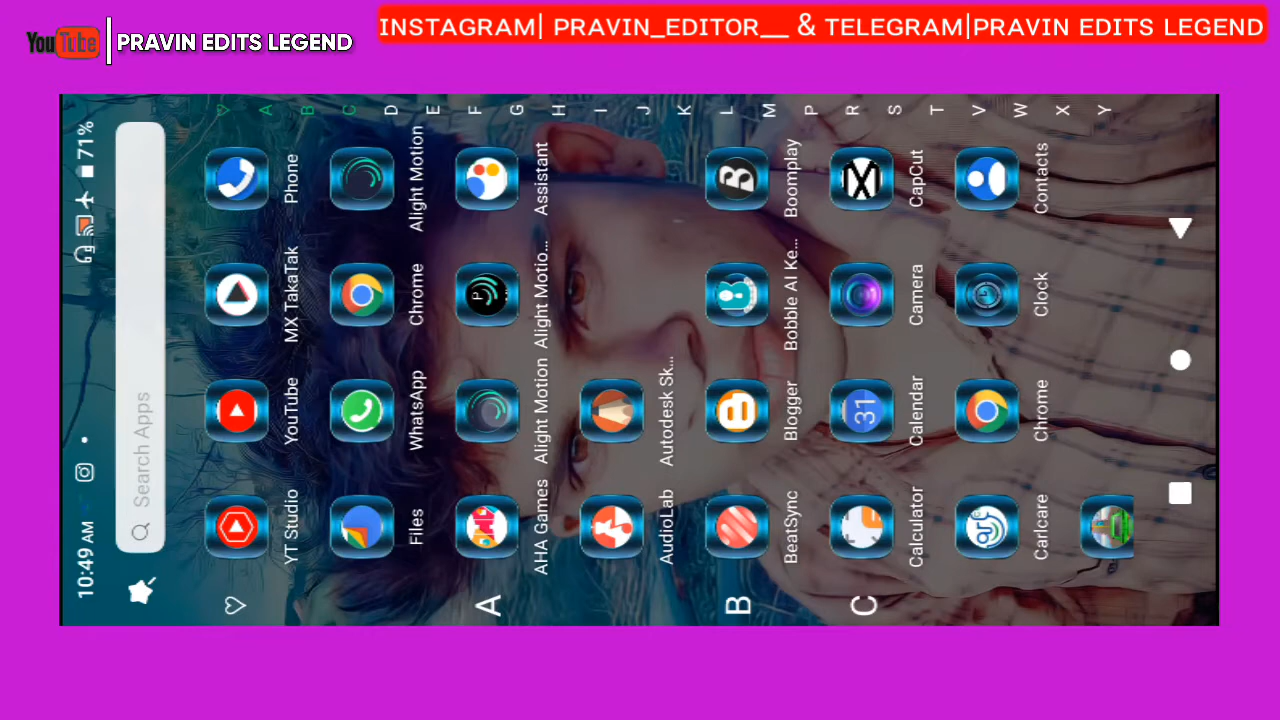 YouTube PRAVIN EDITS LEGEND
INSTAGRAM| PRAVIN_EDITOR__ & TELEGRAM|PRAVIN EDITS LEGEND
10:49 AM 71%
Search Apps
YT Studio YouTube MX TakaTak Phone
Files WhatsApp Chrome Alight Motion
A
AHA Games Alight Motion Alight Motio... Assistant
AudioLab Autodesk Sk...
B
BeatSync Blogger Bobble AI Ke... Boomplay
C
Calculator Calendar Camera CapCut
31
Carlcare Chrome Clock Contacts
A
B
C
D
E
F
G
H
I
J
K
L
M
P
R
S
T
V
W
X
Y